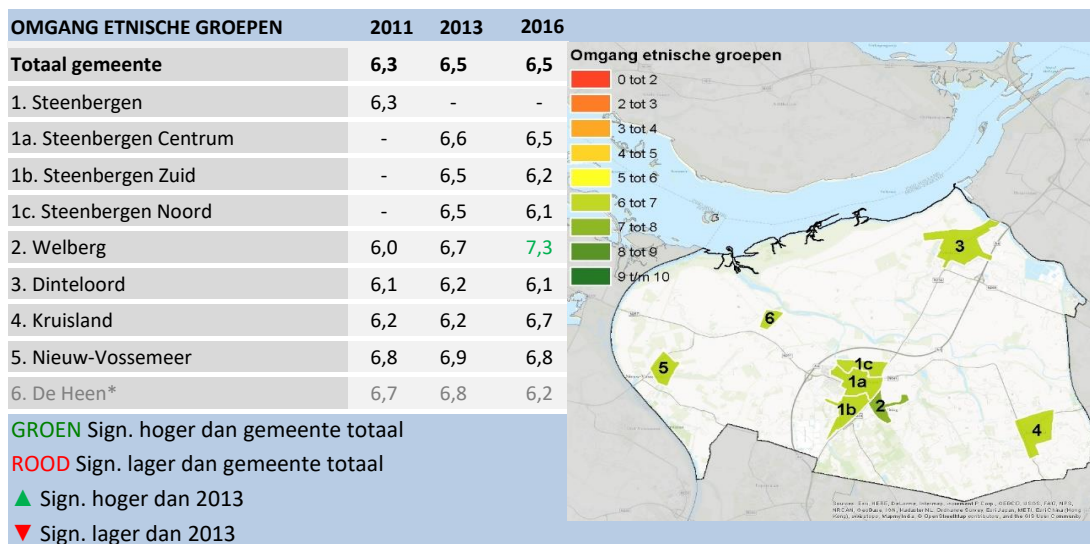 OMGANG ETNISCHE GROEPEN 2011 2013 2016
Totaal gemeente 6,3 6,5 6,5
1. Steenbergen 6,3 - -
1a. Steenbergen Centrum - 6,6 6,5
1b. Steenbergen Zuid - 6,5 6,2
1c. Steenbergen Noord - 6,5 6,1
2. Welberg 6,0 6,7 7,3
3. Dinteloord 6,1 6,2 6,1
4. Kruisland 6,2 6,2 6,7
5. Nieuw-Vossemeer 6,8 6,9 6,8
6. De Heen* 6,7 6,8 6,2
GROEN Sign. hoger dan gemeente totaal
ROOD Sign. lager dan gemeente totaal
▲ Sign. hoger dan 2013
▼ Sign. lager dan 2013
Omgang etnische groepen
0 tot 2
2 tot 3
3 tot 4
4 tot 5
5 tot 6
6 tot 7
7 tot 8
8 tot 9
9 t/m 10
3
6
5
1c
1a
1b
2
4